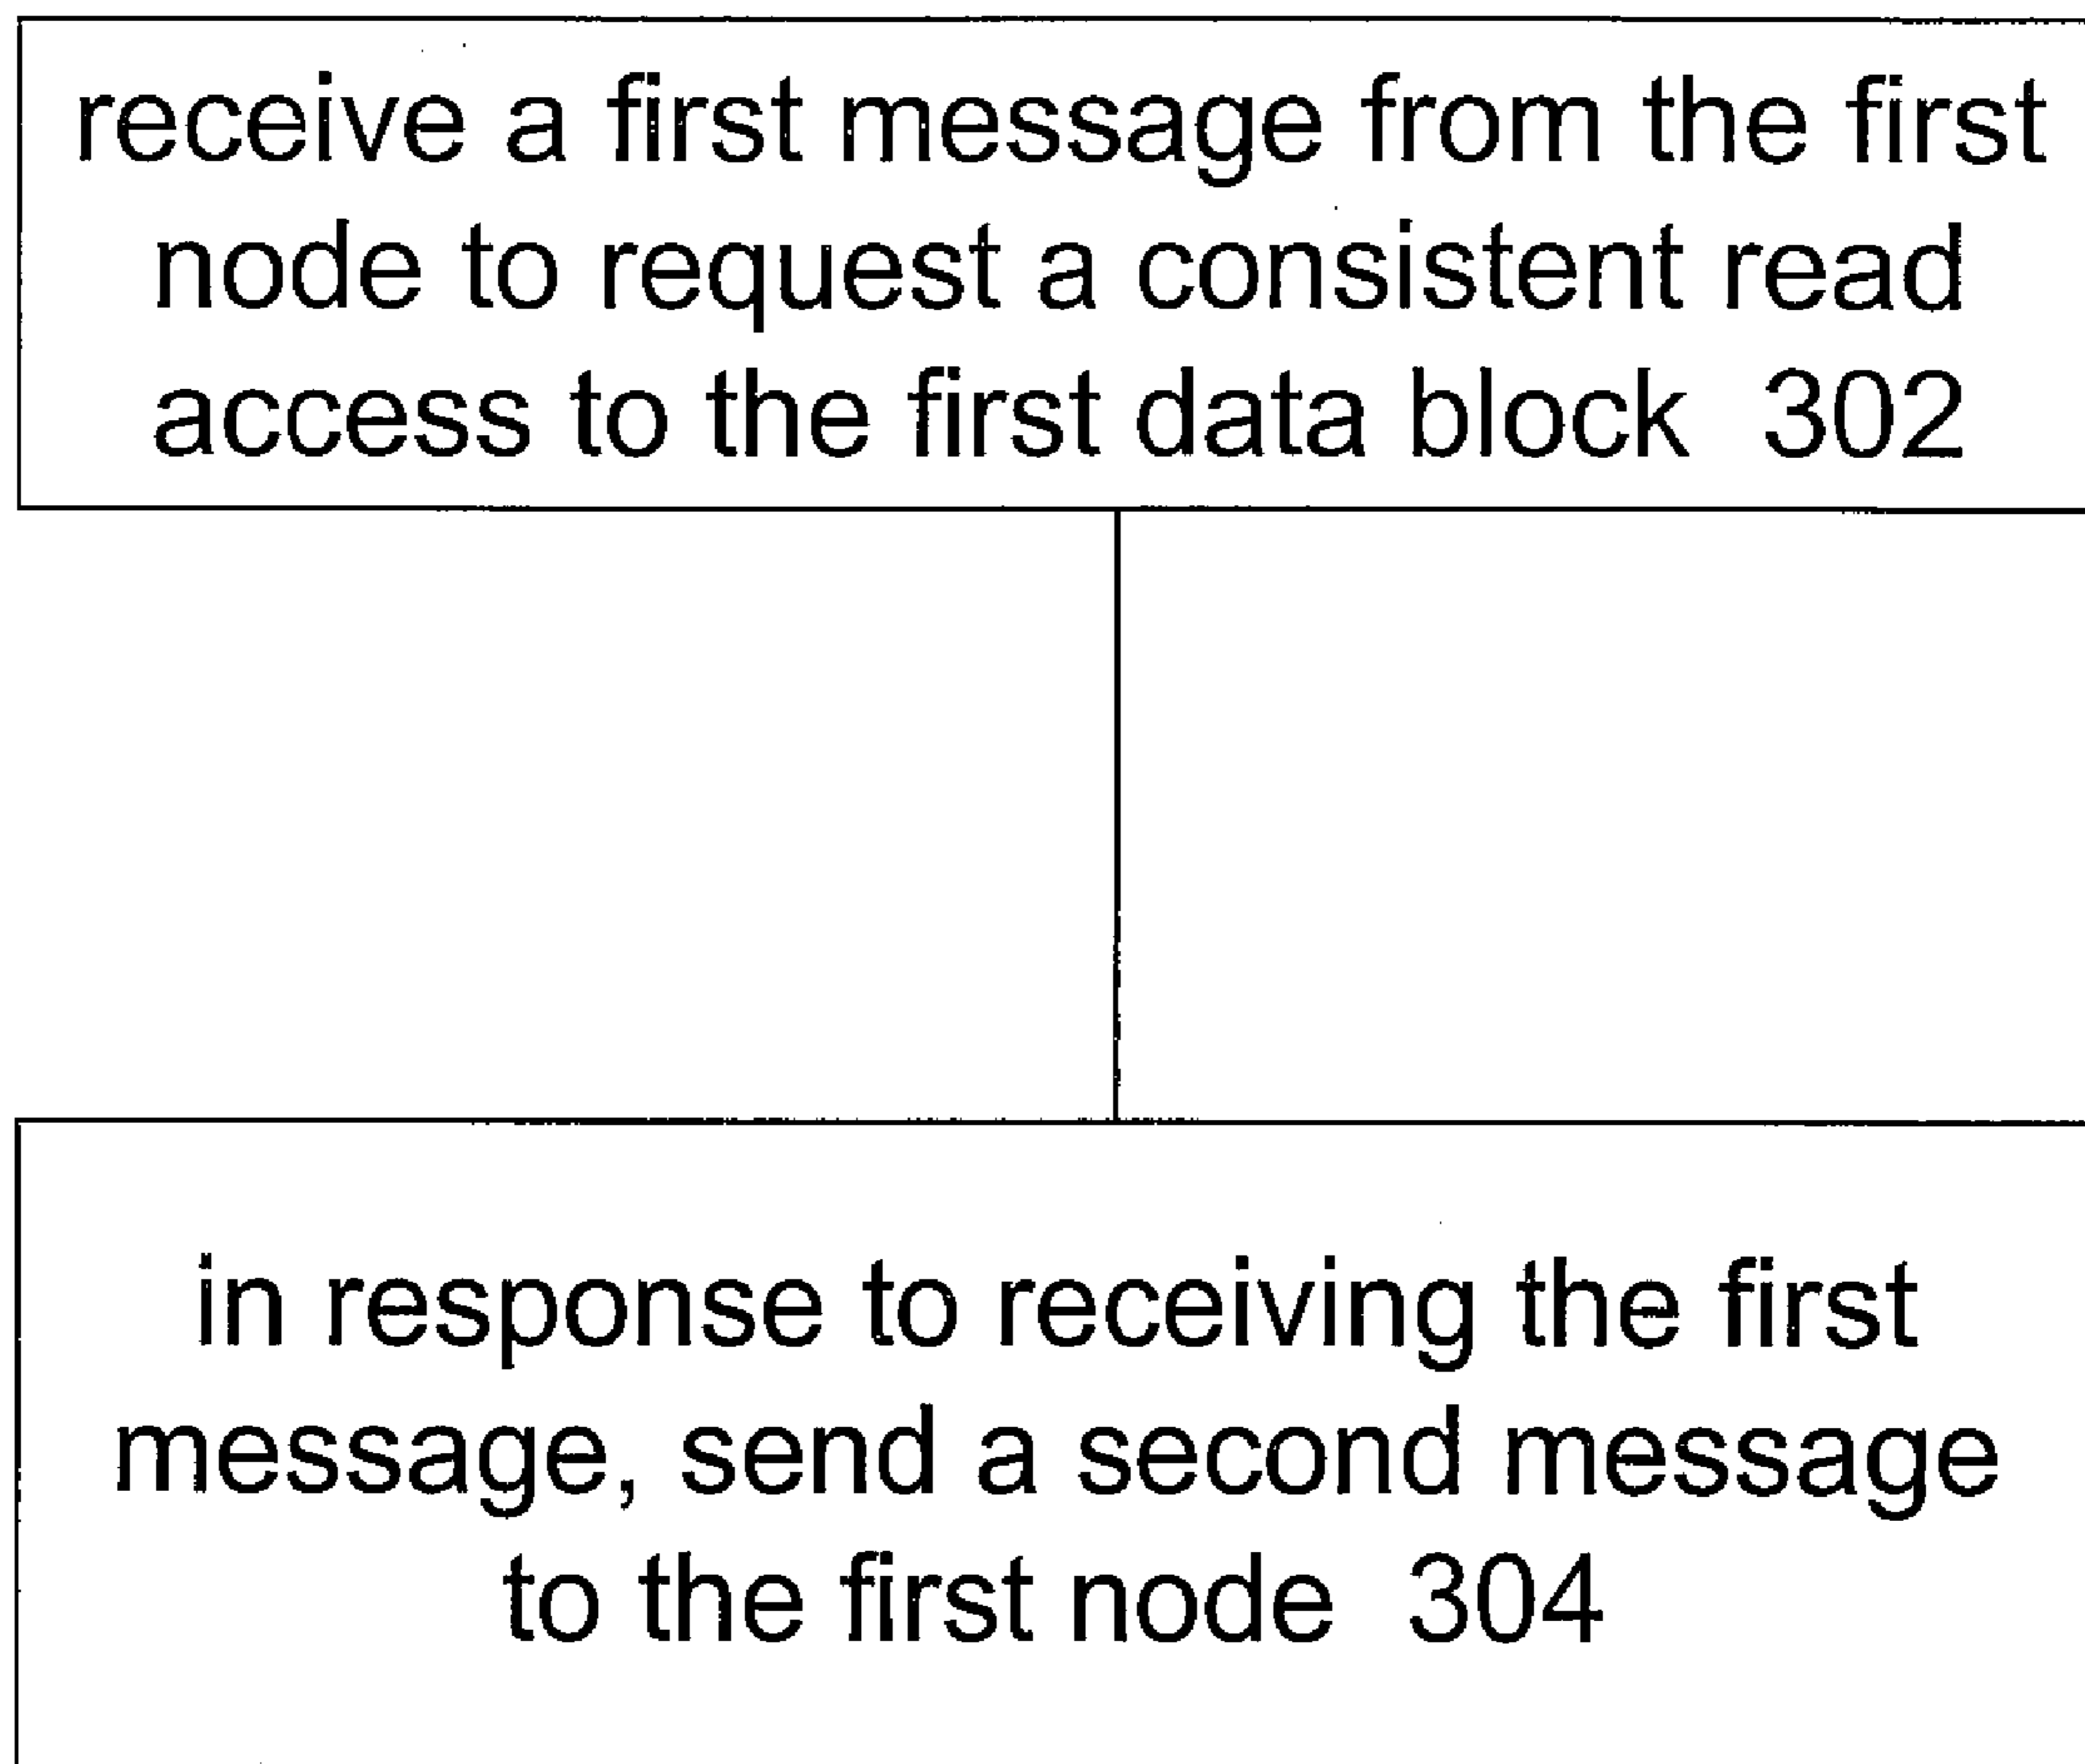 receive a first message from the first
node to request a consistent read
access to the first data block 302
in response to receiving the first
message, send a second message
to the first node 304